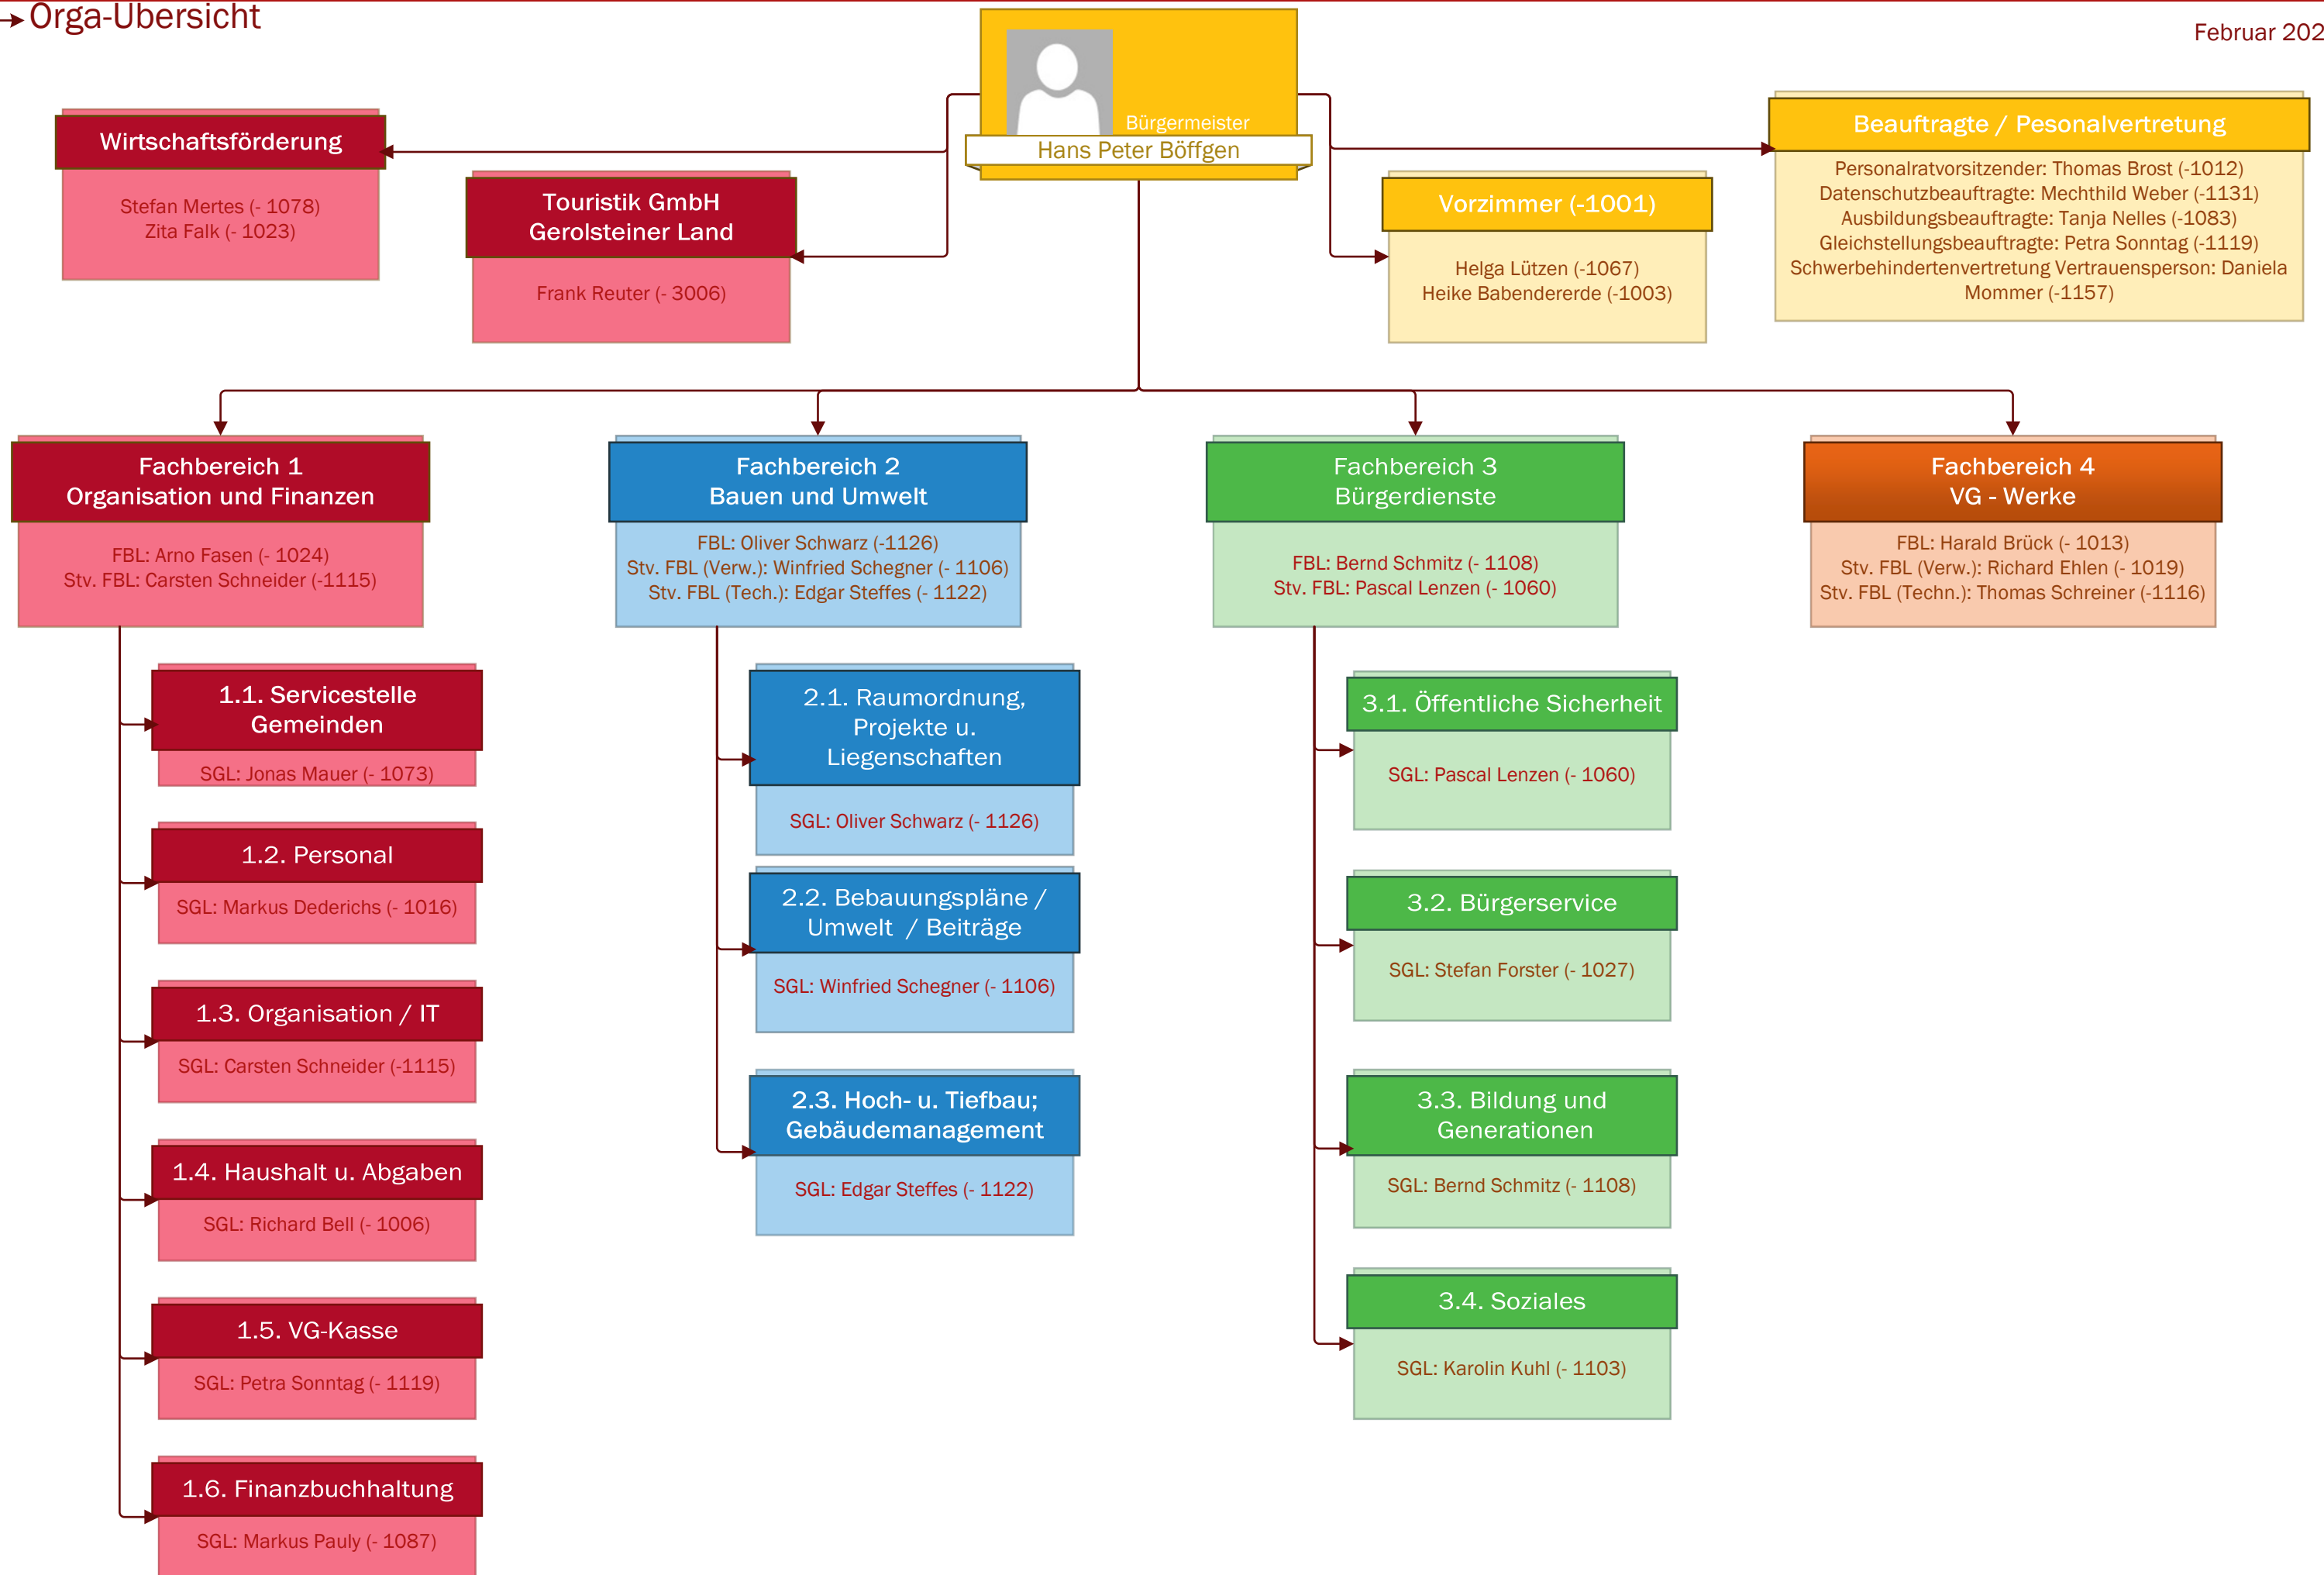 Orga-Übersicht
Februar 202
Bürgermeister
Hans Peter Böffgen
Wirtschaftsförderung
Stefan Mertes (- 1078)
Zita Falk (- 1023)
Touristik GmbH
Gerolsteiner Land
Frank Reuter (- 3006)
Vorzimmer (-1001)
Helga Lützen (-1067)
Heike Babendererde (-1003)
Beauftragte / Pesonalvertretung
Personalratvorsitzender: Thomas Brost (-1012)
Datenschutzbeauftragte: Mechthild Weber (-1131)
Ausbildungsbeauftragte: Tanja Nelles (-1083)
Gleichstellungsbeauftragte: Petra Sonntag (-1119)
Schwerbehindertenvertretung Vertrauensperson: Daniela
Mommer (-1157)
Fachbereich 1
Organisation und Finanzen
FBL: Arno Fasen (- 1024)
Stv. FBL: Carsten Schneider (-1115)
1.1. Servicestelle
Gemeinden
SGL: Jonas Mauer (- 1073)
1.2. Personal
SGL: Markus Dederichs (- 1016)
1.3. Organisation / IT
SGL: Carsten Schneider (-1115)
1.4. Haushalt u. Abgaben
SGL: Richard Bell (- 1006)
1.5. VG-Kasse
SGL: Petra Sonntag (- 1119)
1.6. Finanzbuchhaltung
SGL: Markus Pauly (- 1087)
Fachbereich 2
Bauen und Umwelt
FBL: Oliver Schwarz (-1126)
Stv. FBL (Verw.): Winfried Schegner (- 1106)
Stv. FBL (Tech.): Edgar Steffes (- 1122)
2.1. Raumordnung,
Projekte u.
Liegenschaften
SGL: Oliver Schwarz (- 1126)
2.2. Bebauungspläne /
Umwelt / Beiträge
SGL: Winfried Schegner (- 1106)
2.3. Hoch- u. Tiefbau;
Gebäudemanagement
SGL: Edgar Steffes (- 1122)
Fachbereich 3
Bürgerdienste
FBL: Bernd Schmitz (- 1108)
Stv. FBL: Pascal Lenzen (- 1060)
3.1. Öffentliche Sicherheit
SGL: Pascal Lenzen (- 1060)
3.2. Bürgerservice
SGL: Stefan Forster (- 1027)
3.3. Bildung und
Generationen
SGL: Bernd Schmitz (- 1108)
3.4. Soziales
SGL: Karolin Kuhl (- 1103)
Fachbereich 4
VG - Werke
FBL: Harald Brück (- 1013)
Stv. FBL (Verw.): Richard Ehlen (- 1019)
Stv. FBL (Techn.): Thomas Schreiner (-1116)